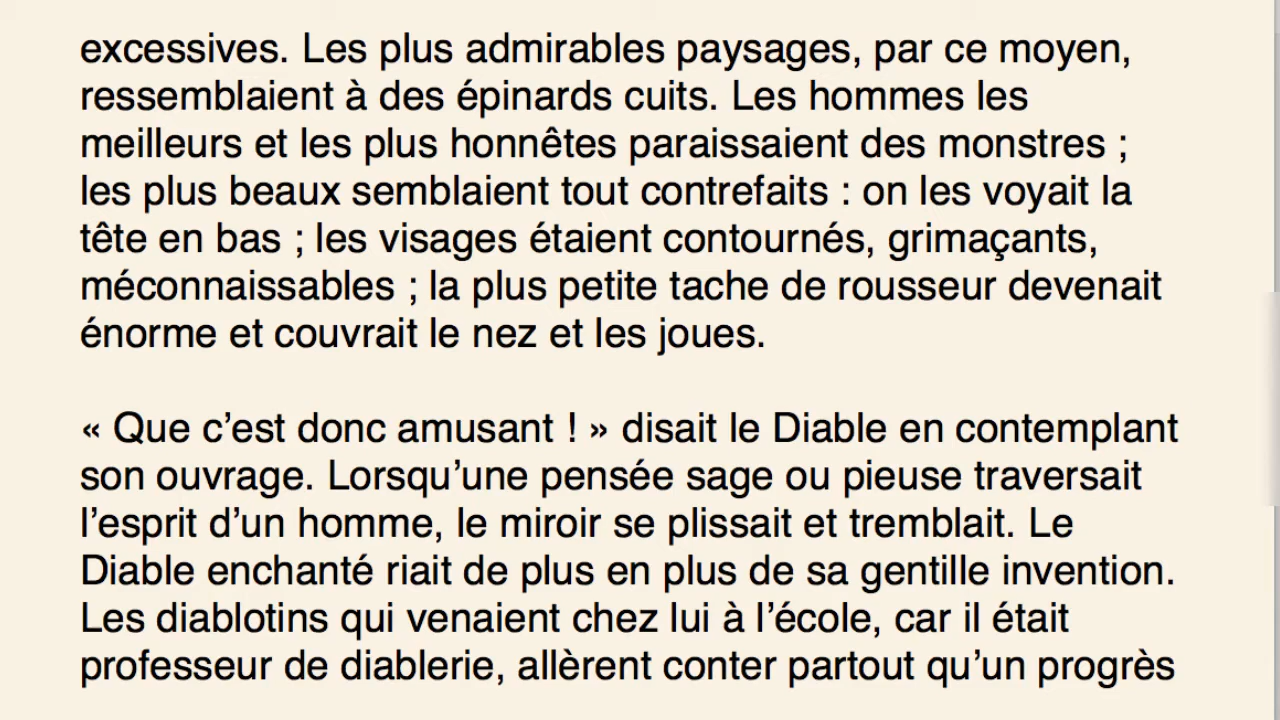 excessives. Les plus admirables paysages, par ce moyen,
ressemblaient à des épinards cuits. Les hommes les
meilleurs et les plus honnêtes paraissaient des monstres ;
les plus beaux semblaient tout contrefaits : on les voyait la
tête en bas ; les visages étaient contournés, grimaçants,
méconnaissables ; la plus petite tache de rousseur devenait
énorme et couvrait le nez et les joues.
« Que c’est donc amusant ! » disait le Diable en contemplant
son ouvrage. Lorsqu’une pensée sage ou pieuse traversait
l’esprit d’un homme, le miroir se plissait et tremblait. Le
Diable enchanté riait de plus en plus de sa gentille invention.
Les diablotins qui venaient chez lui à l’école, car il était
professeur de diablerie, allèrent conter partout qu’un progrès